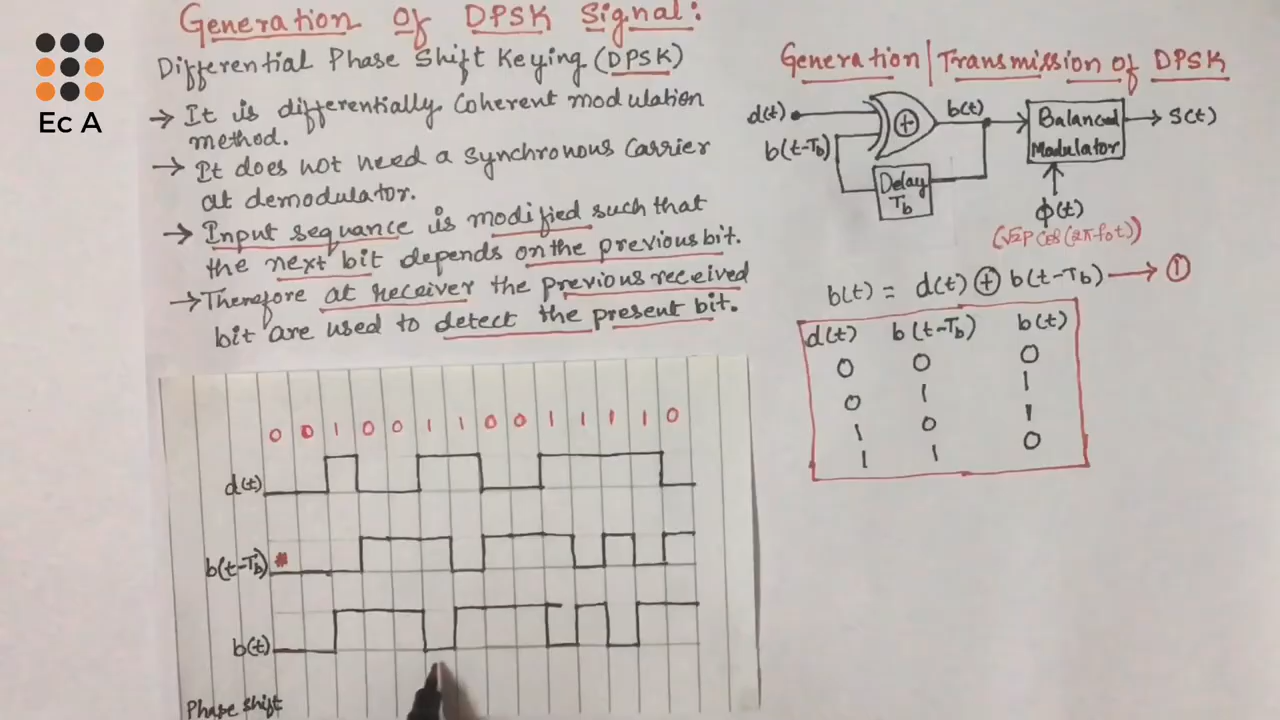 Generation Of DPSK Signal:
Ec A
Differential Phase Shift Keying (DPSK)
→ It is differentially Coherent modulation
method.
→ It does not need a synchronous carrier
at demodulator.
→ Input sequance is modified such that
the next bit depends on the previous bit.
→ Therefore at receiver the previous received
bit are used to detect the present bit.
Generation | Transmission of DPSK
d(t)
b(t-Tb)
⊕
b(t)
Delay
Tb
Balanced
Modulator
S(t)
ϕ(t)
(√2P cos(2πf0t))
b(t) = d(t) ⊕ b(t-Tb) → ①
d(t) b(t-Tb) b(t)
0 0 0
0 1 1
1 0 1
1 1 0
0 0 1 0 0 1 1 0 0 1 1 1 1 0
d(t)
b(t-Tb) *
b(t)
Phase shift